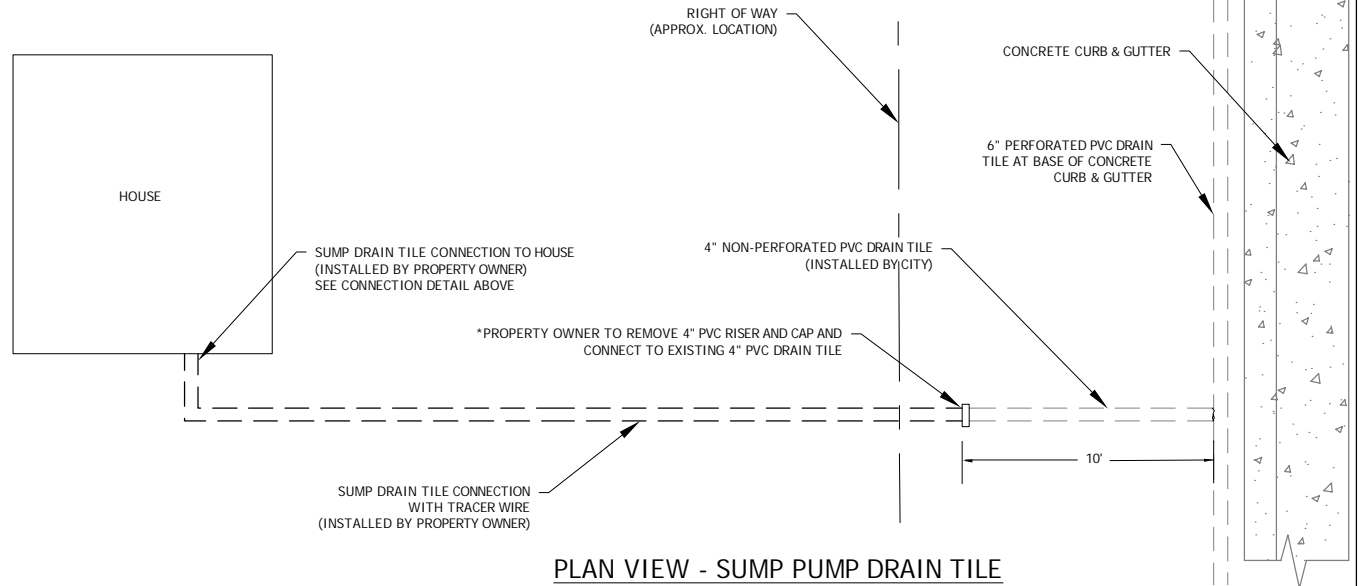 RIGHT OF WAY
(APPROX. LOCATION)
CONCRETE CURB & GUTTER
6" PERFORATED PVC DRAIN
TILE AT BASE OF CONCRETE
CURB & GUTTER
HOUSE
SUMP DRAIN TILE CONNECTION TO HOUSE
(INSTALLED BY PROPERTY OWNER)
SEE CONNECTION DETAIL ABOVE
4" NON-PERFORATED PVC DRAIN TILE
(INSTALLED BY CITY)
*PROPERTY OWNER TO REMOVE 4" PVC RISER AND CAP AND
CONNECT TO EXISTING 4" PVC DRAIN TILE
10'
SUMP DRAIN TILE CONNECTION
WITH TRACER WIRE
(INSTALLED BY PROPERTY OWNER)
PLAN VIEW - SUMP PUMP DRAIN TILE